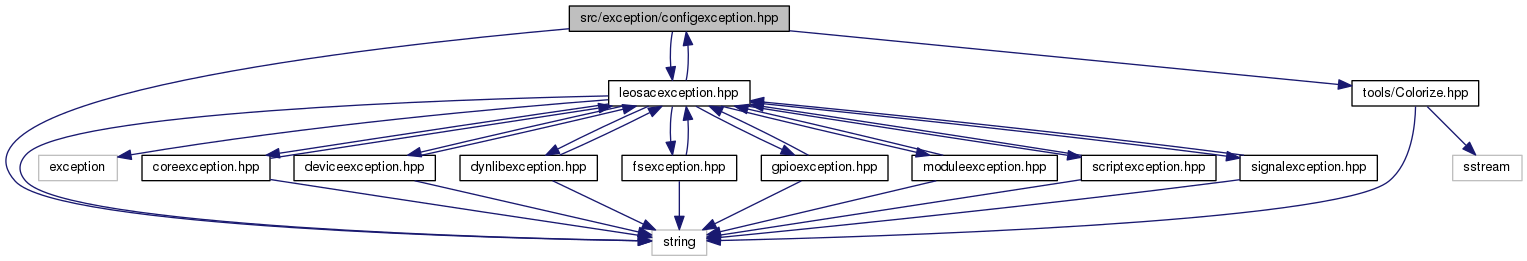 src/exception/configexception.hpp
leosacexception.hpp
tools/Colorize.hpp
exception
coreexception.hpp
deviceexception.hpp
dynlibexception.hpp
fsexception.hpp
gpioexception.hpp
moduleexception.hpp
scriptexception.hpp
signalexception.hpp
sstream
string